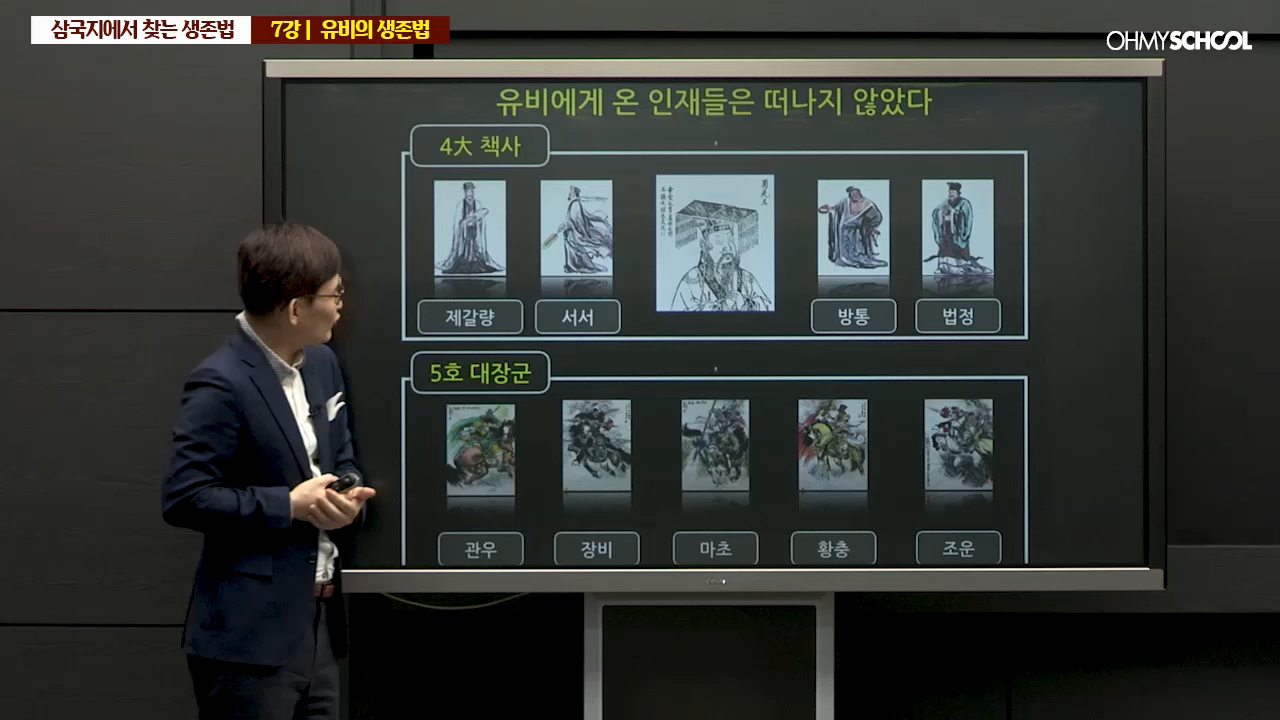 삼국지에서 찾는 생존법
7강 | 유비의 생존법
OHMYSCHOOL
유비에게 온 인재들은 떠나지 않았다
4大 책사
제갈량
서서
방통
법정
5호 대장군
관우
장비
마초
황충
조운